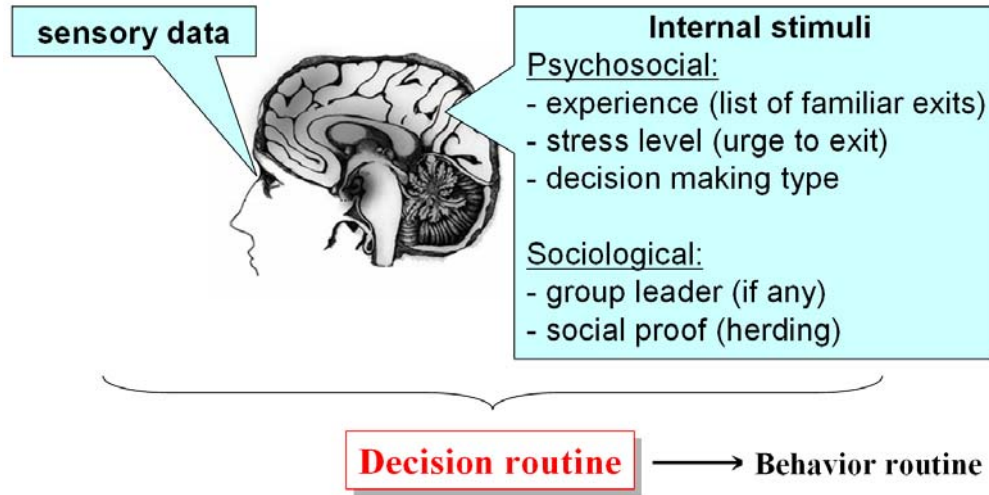 sensory data
Internal stimuli
Psychosocial:
- experience (list of familiar exits)
- stress level (urge to exit)
- decision making type
Sociological:
- group leader (if any)
- social proof (herding)
Decision routine
Behavior routine